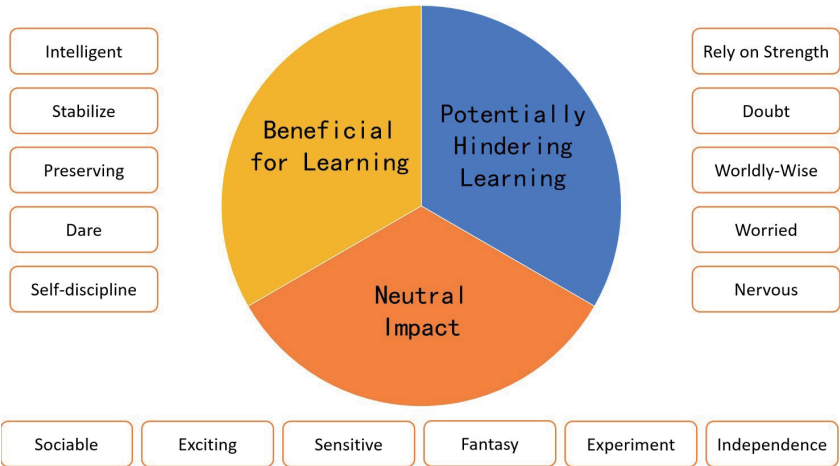 Intelligent
Stabilize
Preserving
Dare
Self-discipline
Beneficial
for Learning
Potentially
Hindering
Learning
Neutral
Impact
Rely on Strength
Doubt
Worldly-Wise
Worried
Nervous
Sociable
Exciting
Sensitive
Fantasy
Experiment
Independence